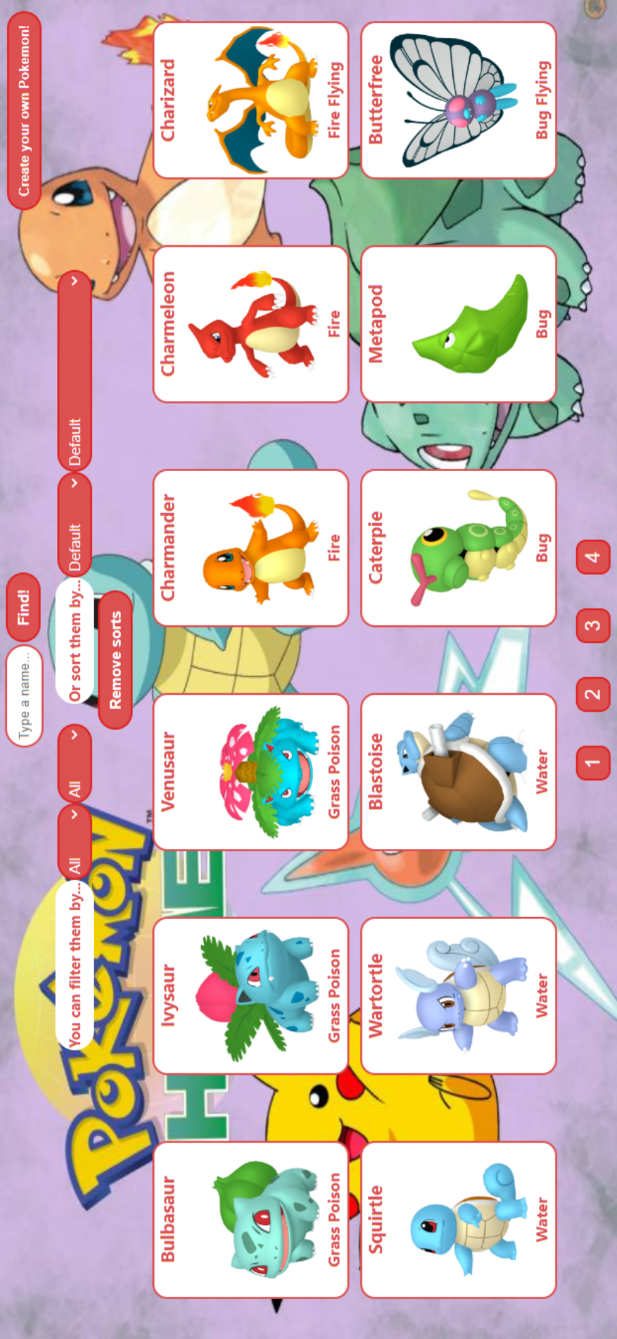 Type a name...
Find!
Create your own Pokemon!
You can filter them by...
All
All
Or sort them by...
Default
Default
Remove sorts
POKÉMON™
Bulbasaur
Grass Poison
Ivysaur
Grass Poison
Venusaur
Grass Poison
Charmander
Fire
Charmeleon
Fire
Charizard
Fire Flying
Squirtle
Water
Wartortle
Water
Blastoise
Water
Caterpie
Bug
Metapod
Bug
Butterfree
Bug Flying
1
2
3
4